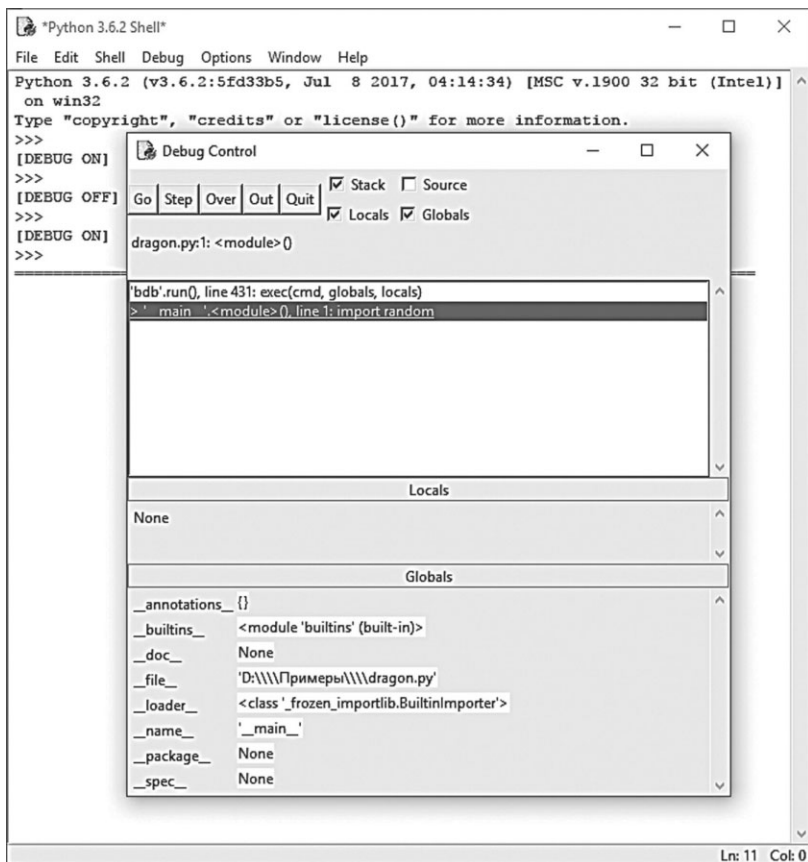 *Python 3.6.2 Shell*
File Edit Shell Debug Options Window Help
Python 3.6.2 (v3.6.2:5fd33b5, Jul 8 2017, 04:14:34) [MSC v.1900 32 bit (Intel)]
on win32
Type "copyright", "credits" or "license()" for more information.
>>>
[DEBUG ON]
>>>
[DEBUG OFF]
>>>
[DEBUG ON]
>>>
Debug Control
Go Step Over Out Quit
Stack Source
Locals Globals
dragon.py:1: <module>()
'bdb'.run(), line 431: exec(cmd, globals, locals)
> '__main__'.<module>(), line 1: import random
Locals
None
Globals
__annotations__ {}
__builtins__ <module 'builtins' (built-in)>
__doc__ None
__file__ 'D:\\\\Примеры\\\\dragon.py'
__loader__ <class '_frozen_importlib.BuiltinImporter'>
__name__ '__main__'
__package__ None
__spec__ None
Ln: 11 Col: 0